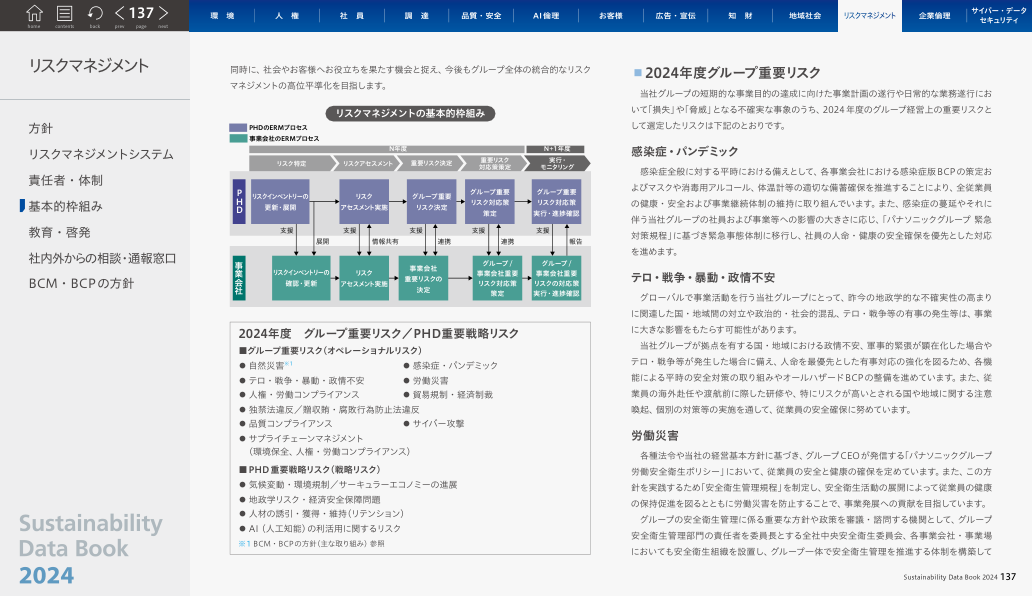 home contents back prev 137 page next
環 境
人 権
社 員
調 達
品質・安全
AI倫理
お客様
広告・宣伝
知 財
地域社会
リスクマネジメント
企業倫理
サイバー・データ
セキュリティ
リスクマネジメント
方針
リスクマネジメントシステム
責任者・体制
基本的枠組み
教育・啓発
社内外からの相談・通報窓口
BCM・BCPの方針
Sustainability
Data Book
2024
同時に、社会やお客様へお役立ちを果たす機会と捉え、今後もグループ全体の統合的なリスク
マネジメントの高位平準化を目指します。
リスクマネジメントの基本的枠組み
PHDのERMプロセス
事業会社のERMプロセス
N年度
N+1年度
リスク特定
リスクアセスメント
重要リスク決定
重要リスク
対応策策定
実行・
モニタリング
PHD
リスクインベントリーの
更新・展開
リスク
アセスメント実施
グループ重要
リスク決定
グループ重要
リスク対応策
策定
グループ重要
リスク対応策
実行・進捗確認
支援
展開
支援
情報共有
支援
連携
支援
連携
支援
報告
事業会社
リスクインベントリーの
確認・更新
リスク
アセスメント実施
事業会社
重要リスクの
決定
グループ/
事業会社重要
リスク対応策
策定
グループ/
事業会社重要
リスクの対応策
実行・進捗確認
2024年度 グループ重要リスク／PHD重要戦略リスク
■グループ重要リスク（オペレーショナルリスク）
● 自然災害※1
● 感染症・パンデミック
● テロ・戦争・暴動・政情不安
● 労働災害
● 人権・労働コンプライアンス
● 貿易規制・経済制裁
● 独禁法違反／贈収賄・腐敗行為防止法違反
● 品質コンプライアンス
● サイバー攻撃
● サプライチェーンマネジメント
（環境保全、人権・労働コンプライアンス）
■PHD重要戦略リスク（戦略リスク）
● 気候変動・環境規制／サーキュラーエコノミーの進展
● 地政学リスク・経済安全保障問題
● 人材の誘引・獲得・維持（リテンション）
● AI（人工知能）の利活用に関するリスク
※1 BCM・BCPの方針（主な取り組み）参照
■2024年度グループ重要リスク
当社グループの短期的な事業目的の達成に向けた事業計画の遂行や日常的な業務遂行にお
いて「損失」や「脅威」となる不確実な事象のうち、2024年度のグループ経営上の重要リスクと
して選定したリスクは下記のとおりです。
感染症・パンデミック
感染症全般に対する平時における備えとして、各事業会社における感染症版BCPの策定お
よびマスクや消毒用アルコール、体温計等の適切な備蓄確保を推進することにより、全従業員
の健康・安全および事業継続体制の維持に取り組んでいます。また、感染症の蔓延やそれに
伴う当社グループの社員および事業等への影響の大きさに応じ、「パナソニックグループ 緊急
対策規程」に基づき緊急事態体制に移行し、社員の人命・健康の安全確保を優先とした対応
を進めます。
テロ・戦争・暴動・政情不安
グローバルで事業活動を行う当社グループにとって、昨今の地政学的な不確実性の高まり
に関連した国・地域間の対立や政治的・社会的混乱、テロ・戦争等の有事の発生等は、事業
に大きな影響をもたらす可能性があります。
当社グループが拠点を有する国・地域における政情不安、軍事的緊張が顕在化した場合や
テロ・戦争等が発生した場合に備え、人命を最優先とした有事対応の強化を図るため、各機
能による平時の安全対策の取り組みやオールハザードBCPの整備を進めています。また、従
業員の海外赴任や渡航前に際した研修や、特にリスクが高いとされる国や地域に関する注意
喚起、個別の対策等の実施を通して、従業員の安全確保に努めています。
労働災害
各種法令や当社の経営基本方針に基づき、グループCEOが発信する「パナソニックグループ
労働安全衛生ポリシー」において、従業員の安全と健康の確保を定めています。また、この方
針を実践するため「安全衛生管理規程」を制定し、安全衛生活動の展開によって従業員の健康
の保持促進を図るとともに労働災害を防止することで、事業発展への貢献を目指しています。
グループの安全衛生管理に係る重要な方針や政策を審議・諮問する機関として、グループ
安全衛生管理部門の責任者を委員長とする全社中央安全衛生委員会、各事業会社・事業場
においても安全衛生組織を設置し、グループ一体で安全衛生管理を推進する体制を構築して
Sustainability Data Book 2024 137